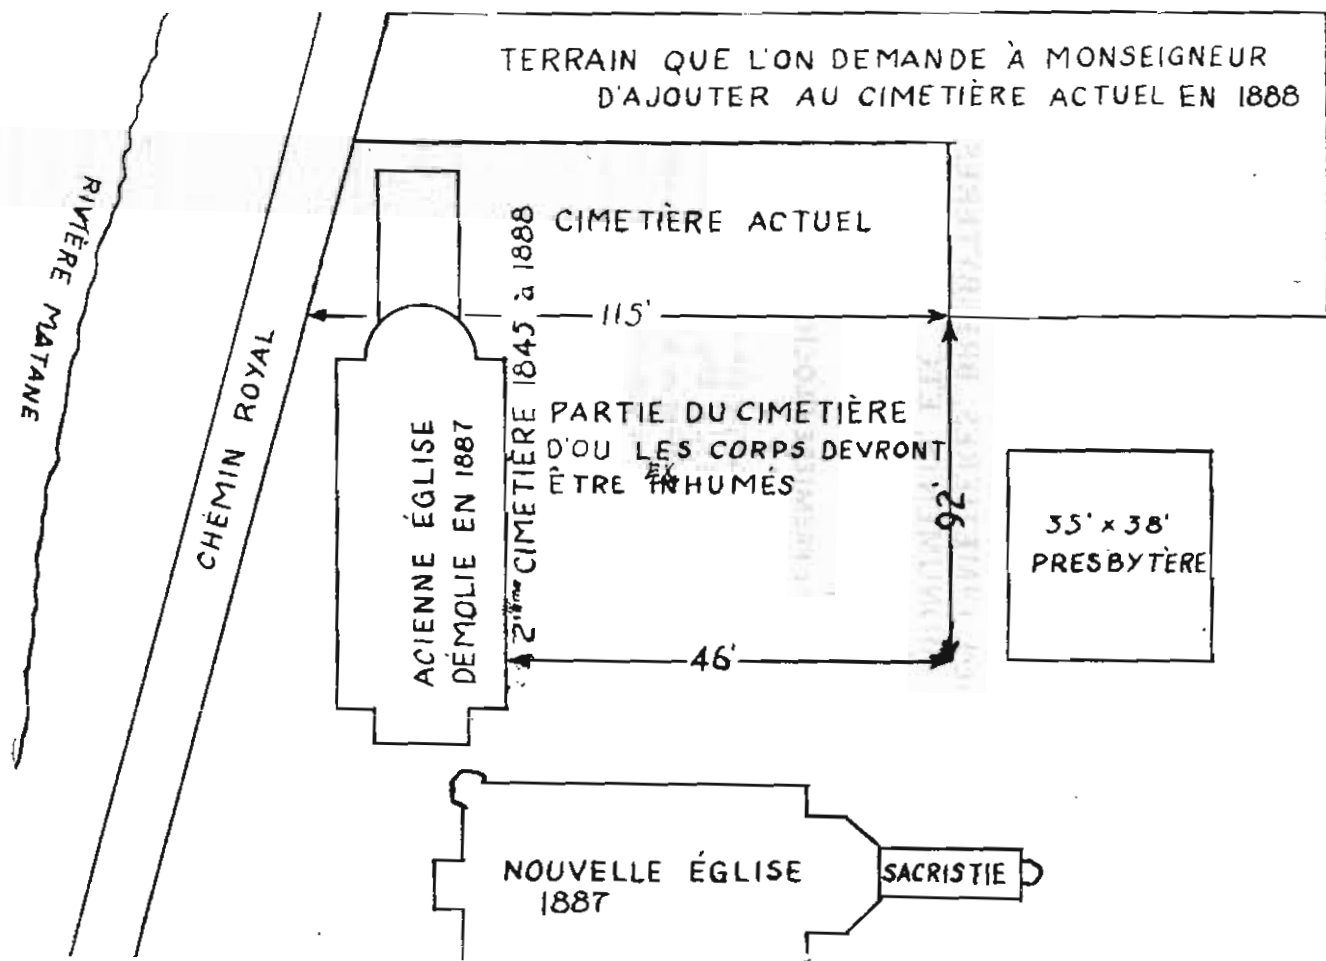 TERRAIN QUE L'ON DEMANDE À MONSEIGNEUR
D'AJOUTER AU CIMETIÈRE ACTUEL EN 1888
RIVIÈRE MATANE
CHEMIN ROYAL
CIMETIÈRE ACTUEL
115'
2ième CIMETIÈRE 1845 à 1888
ACIENNE ÉGLISE
DÉMOLIE EN 1887
PARTIE DU CIMETIÈRE
D'OU LES CORPS DEVRONT
ÊTRE EXHUMÉS
92'
46'
35' x 38'
PRESBYTÈRE
NOUVELLE ÉGLISE
1887
SACRISTIE